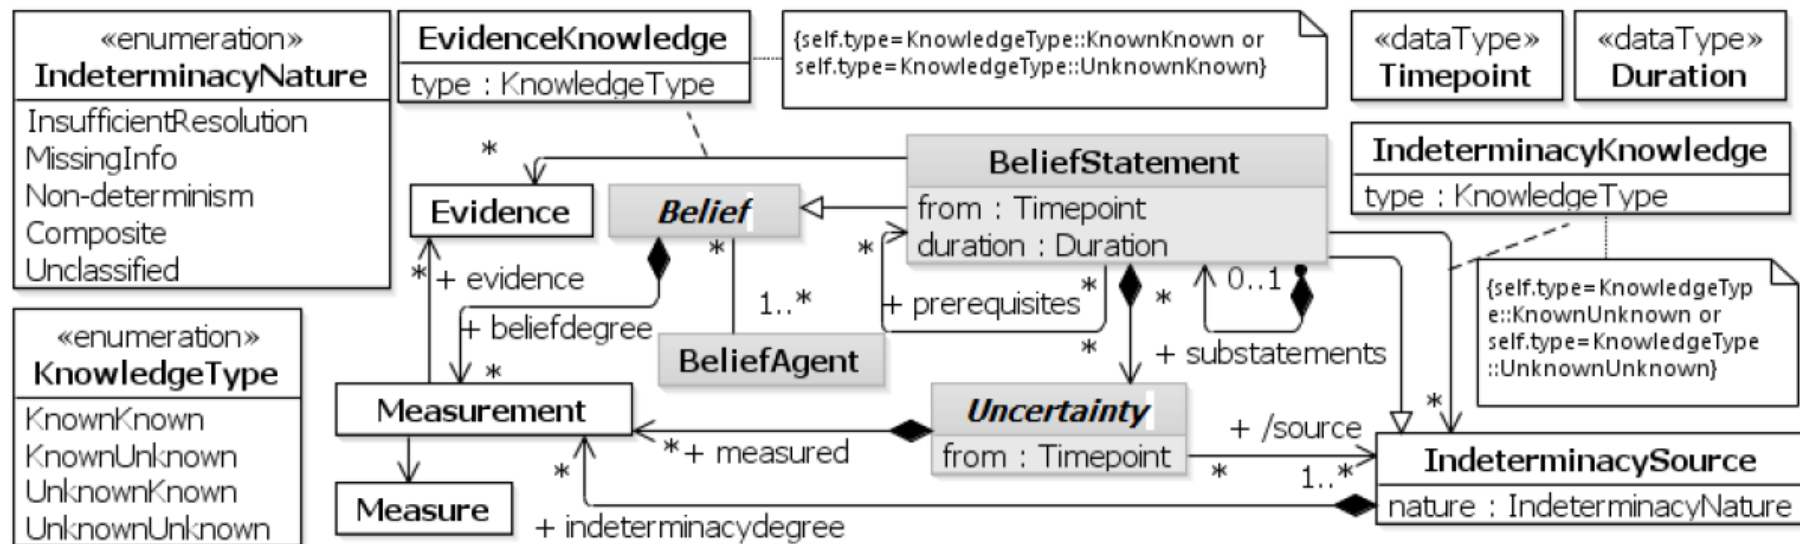 «enumeration»
IndeterminacyNature
InsufficientResolution
MissingInfo
Non-determinism
Composite
Unclassified
«enumeration»
KnowledgeType
KnownKnown
KnownUnknown
UnknownKnown
UnknownUnknown
EvidenceKnowledge
type : KnowledgeType
{self.type=KnowledgeType::KnownKnown or
self.type=KnowledgeType::UnknownKnown}
«dataType»
Timepoint
«dataType»
Duration
IndeterminacyKnowledge
type : KnowledgeType
{self.type=KnowledgeTyp
e::KnownUnknown or
self.type=KnowledgeType
::UnknownUnknown}
BeliefStatement
from : Timepoint
duration : Duration
*
Evidence
Belief
*
*
* + evidence
+ beliefdegree
*
1..*
BeliefAgent
+ prerequisites
*
*
*
0..1
*
+ substatements
Measurement
Measure
* + measured
Uncertainty
from : Timepoint
+ /source
*
1..*
*
IndeterminacySource
nature : IndeterminacyNature
*
+ indeterminacydegree